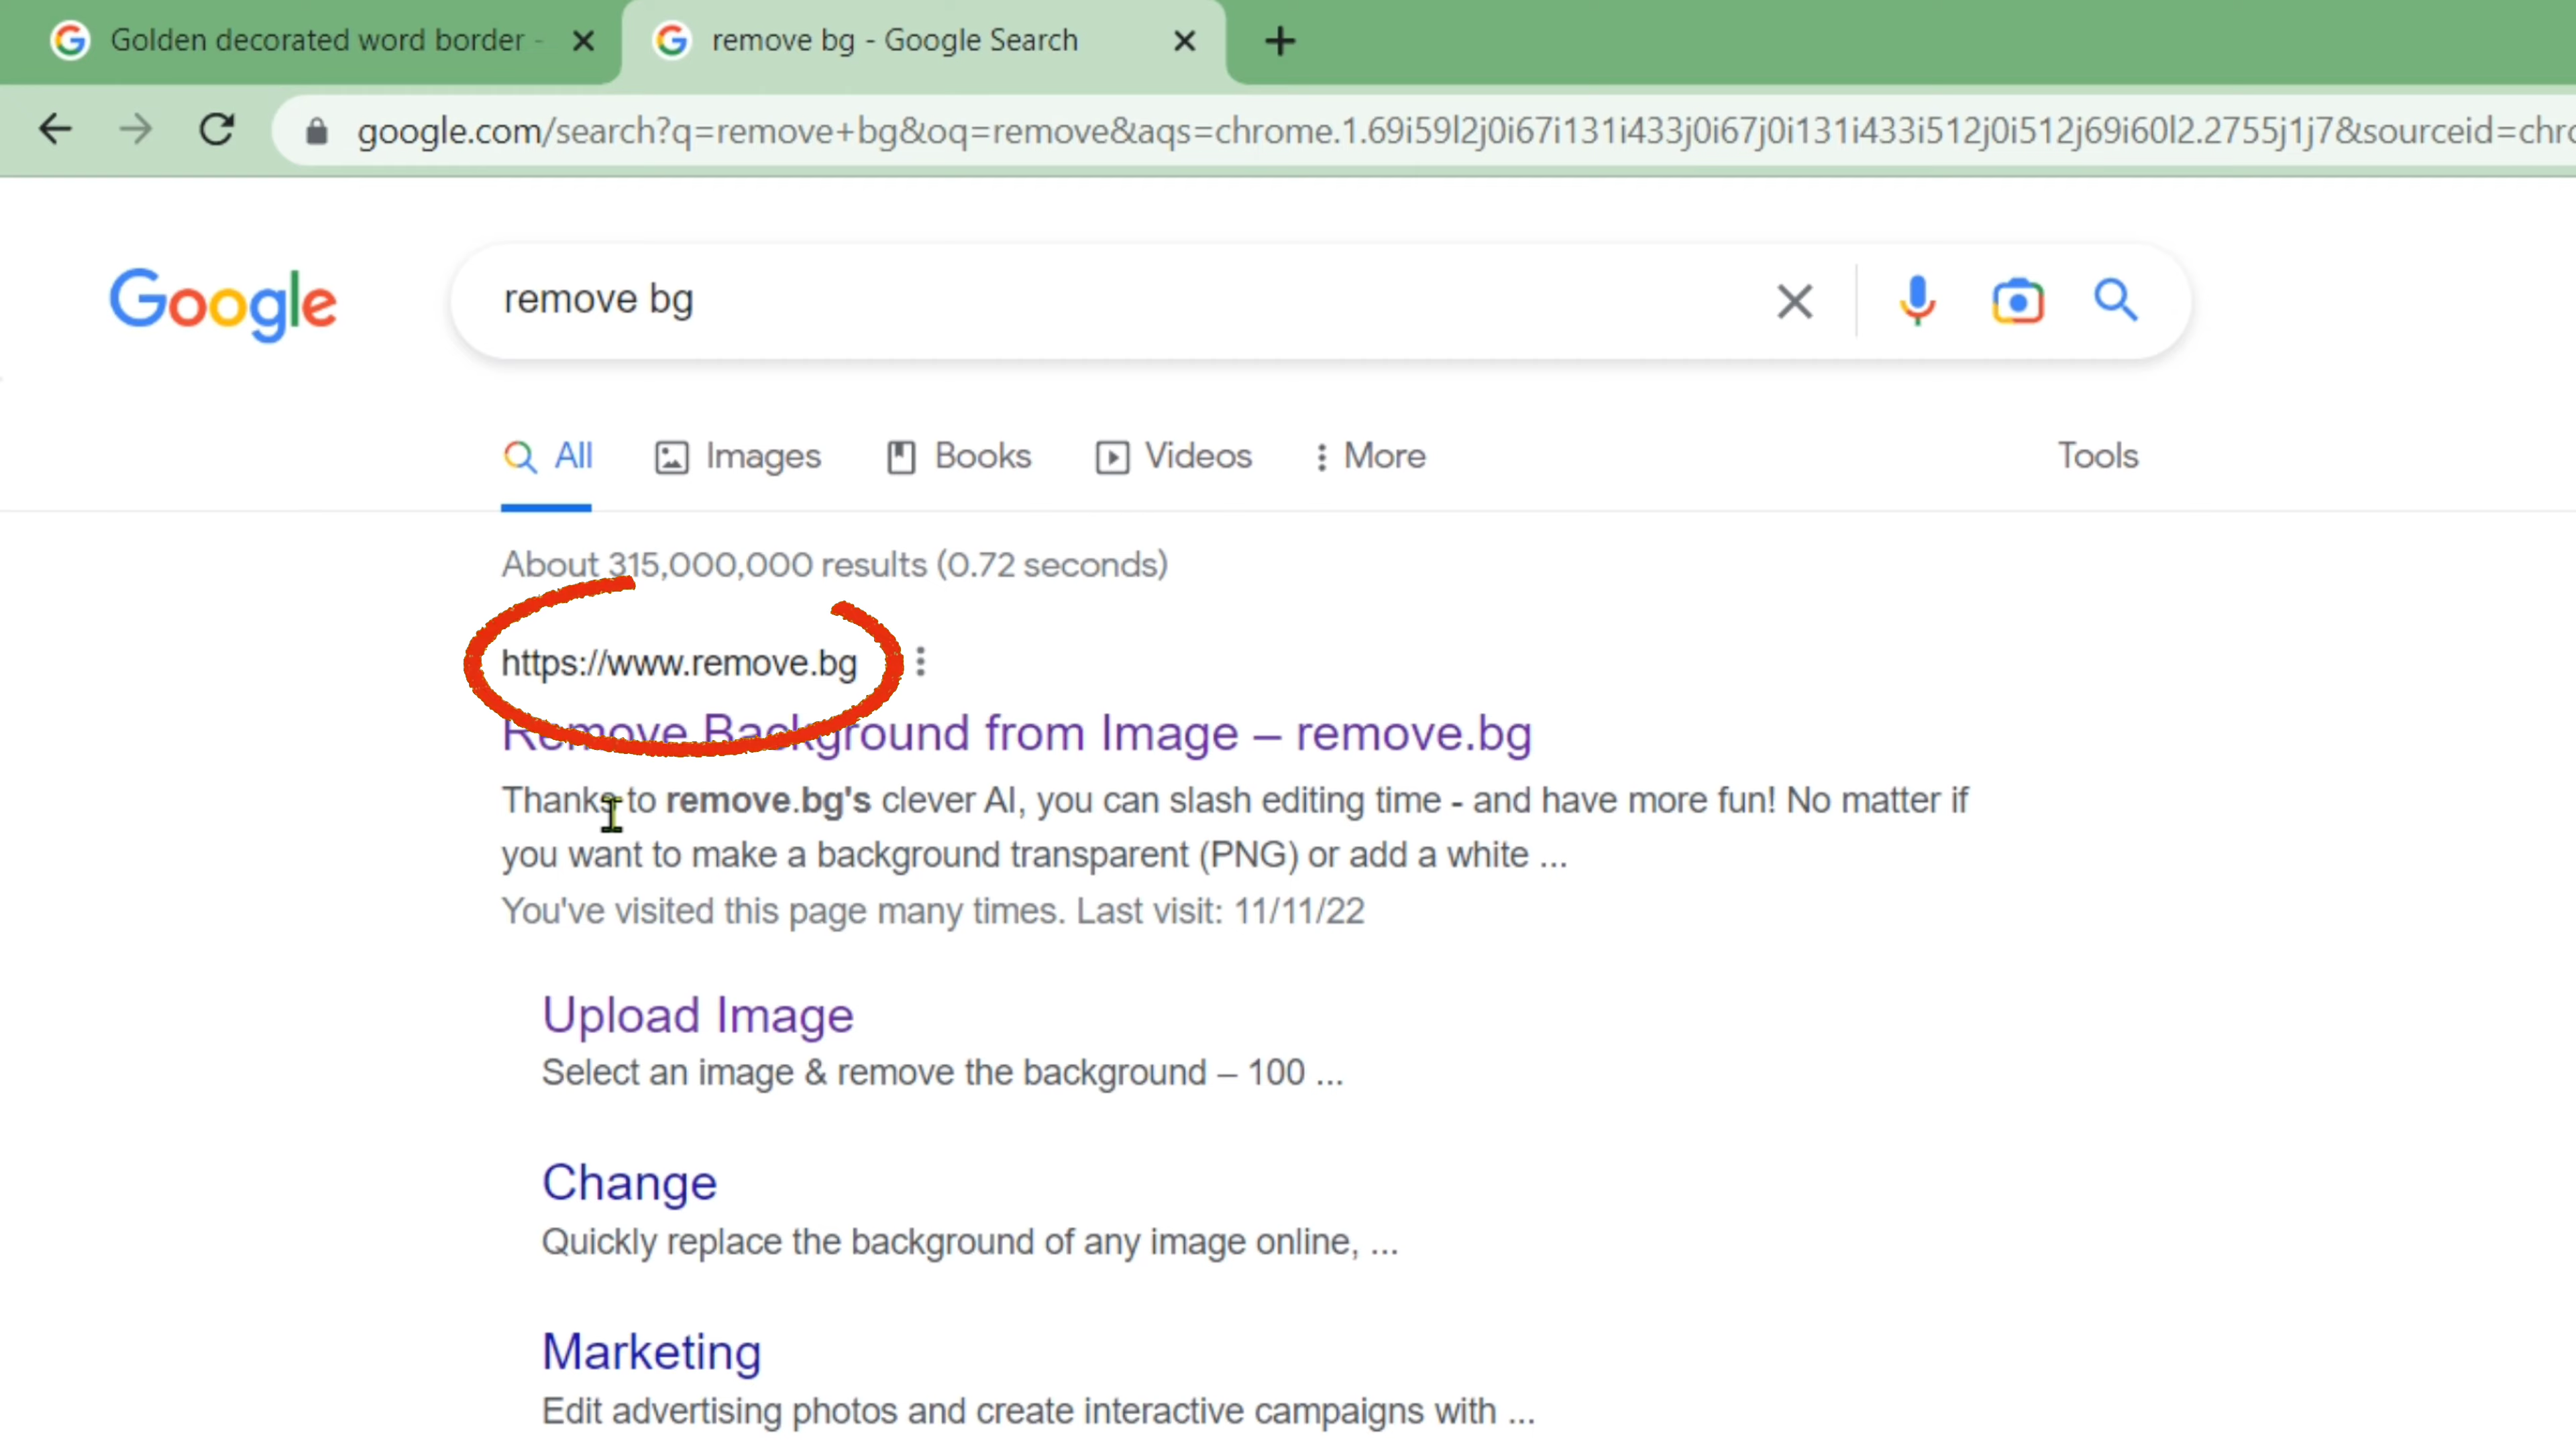 Golden decorated word border -
remove bg - Google Search
google.com/search?q=remove+bg&oq=remove&aqs=chrome.1.69i59l2j0i67i131i433j0i67j0i131i433i512j0i512j69i60l2.2755j1j7&sourceid=chro
Google
remove bg
All
Images
Books
Videos
More
Tools
About 315,000,000 results (0.72 seconds)
https://www.remove.bg
Remove Background from Image – remove.bg
Thanks to remove.bg's clever AI, you can slash editing time - and have more fun! No matter if
you want to make a background transparent (PNG) or add a white ...
You've visited this page many times. Last visit: 11/11/22
Upload Image
Select an image & remove the background – 100 ...
Change
Quickly replace the background of any image online, ...
Marketing
Edit advertising photos and create interactive campaigns with ...